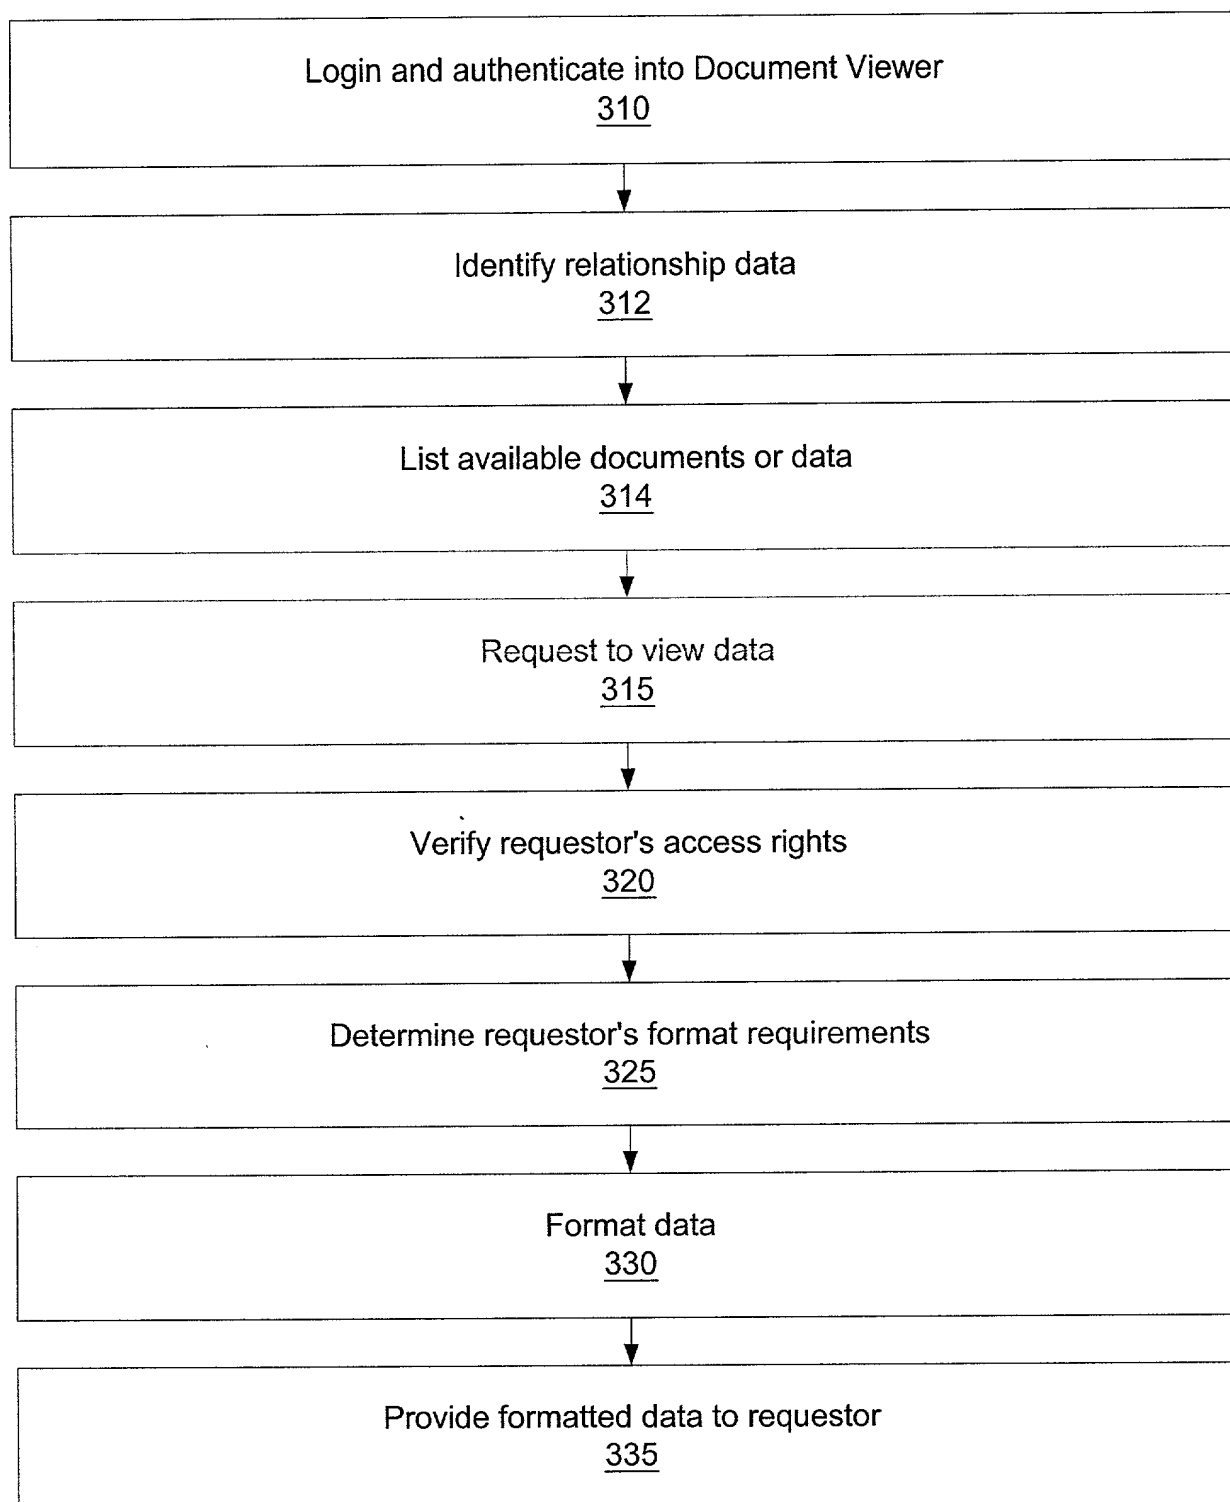 Login and authenticate into Document Viewer
310
Identify relationship data
312
List available documents or data
314
Request to view data
315
Verify requestor's access rights
320
Determine requestor's format requirements
325
Format data
330
Provide formatted data to requestor
335